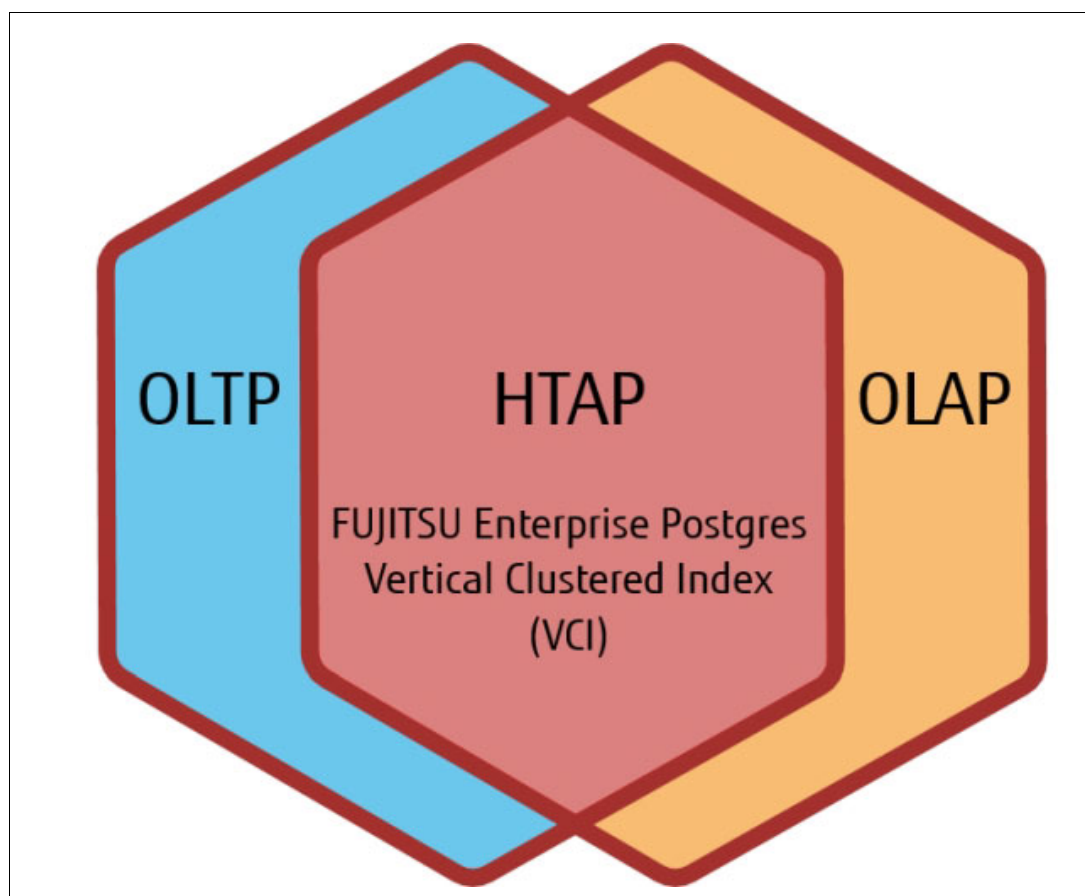 OLTP
HTAP
OLAP
FUJITSU Enterprise Postgres
Vertical Clustered Index
(VCI)